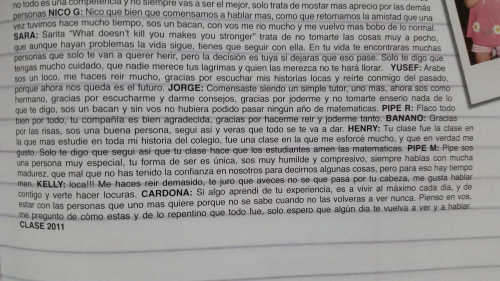 no todo es una competencia y no siempre vas a ser el mejor, solo trata de mostar mas aprecio por las demás
personas NICO G: Nico que bien que comensamos a hablar mas, como que retomamos la amistad que una
vez tuvimos hace mucho tiempo, sos un bacan, con vos me rio mucho y me vuelvo mas bobo de lo normal.
SARA: Sarita "What doesn't kill you makes you stronger" trata de no tomarte las cosas muy a pecho,
que aunque hayan problemas la vida sigue, tienes que seguir con ella. En tu vida te encontraras muchas
personas que solo te van a querer herir, pero la decisión es tuya si dejaras que eso pase. Solo te digo que
tengas mucho cuidado, que nadie merece tus lagrimas y quien las merezca no te hará llorar. YUSEF: Arabe
sos un loco, me haces reir mucho, gracias por escuchar mis historias locas y reirte conmigo del pasado,
porque ahora nos queda es el futuro. JORGE: Comensaste siendo un simple tutor, uno mas, ahora sos como
hermano, gracias por escucharme y darme consejos, gracias por joderme y no tomarte enserio nada de lo
que te digo, sos un bacan y sin vos no hubiera podido pasar ningún año de matematicas. PIPE R: Flaco todo
bien por todo, tu compañia es bien agradecida, gracias por hacerme reir y joderme tanto. BANANO: Gracias
por las risas, sos una buena persona, segui asi y veras que todo se te va a dar. HENRY: Tu clase fue la clase en
la que mas estudie en toda mi historia del colegio, fue una clase en la que me esforcé mucho, y que en verdad me
gusto. Solo te digo que segui asi que tu clase hace que los estudiantes amen las matematicas. PIPE M: Pipe sos
una persona muy especial, tu forma de ser es única, sos muy humilde y compresivo, siempre hablas con mucha
madurez, que mal que no has tenido la confianza en nosotros para decirnos algunas cosas, pero para eso hay tiempo
men. KELLY: loca!!! Me haces reir demasido, te juro que aveces no se que pasa por tu cabeza, me gusta hablar
contigo y verte hacer locuras. CARDONA: Si algo aprendi de tu experiencia, es a vivir al máximo cada dia, y de
estar con las personas que uno mas quiere porque no se sabe cuando no las volveras a ver nunca. Pienso en vos,
me pregunto de cómo estas y de lo repentino que todo fue, solo espero que algún dia te vuelva a ver y a hablar.
CLASE 2011